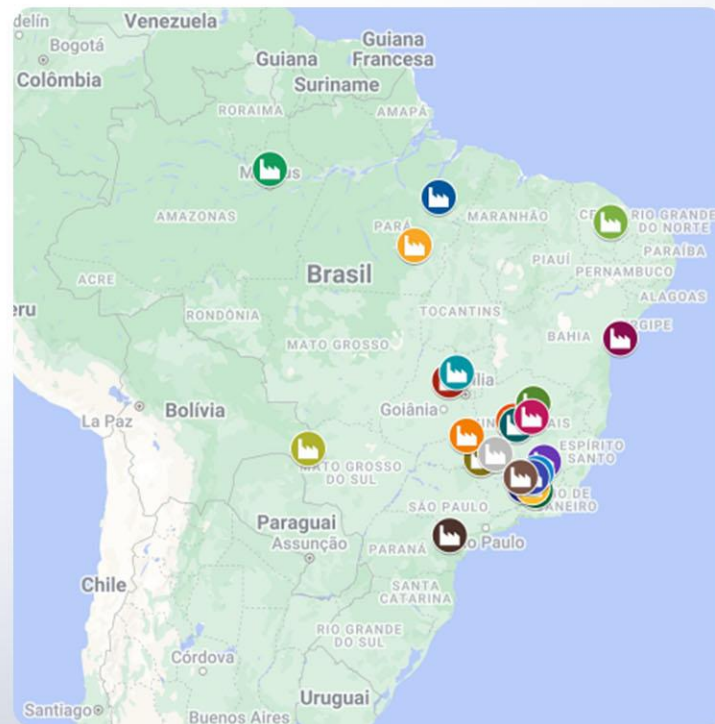 Venezuela
delín
Bogotá
Guiana
Guiana
Francesa
Colômbia
Suriname
RORAIMA
AMAPÁ
AMAZONAS
PARÁ
MARANHÃO
RIO GRANDE
DO NORTE
PARAÍBA
PIAUÍ
PERNAMBUCO
Brasil
ACRE
ALAGOAS
TOCANTINS
RONDÔNIA
eru
BAHIA
MATO GROSSO
La Paz
Bolívia
Goiânia
ESPÍRITO
SANTO
MATO GROSSO
DO SUL
SÃO PAULO
Paraguai
Assunção
PARANÁ
Chile
SANTA
CATARINA
RIO GRANDE
DO SUL
Córdova
Uruguai
Santiago
Buenos Aires